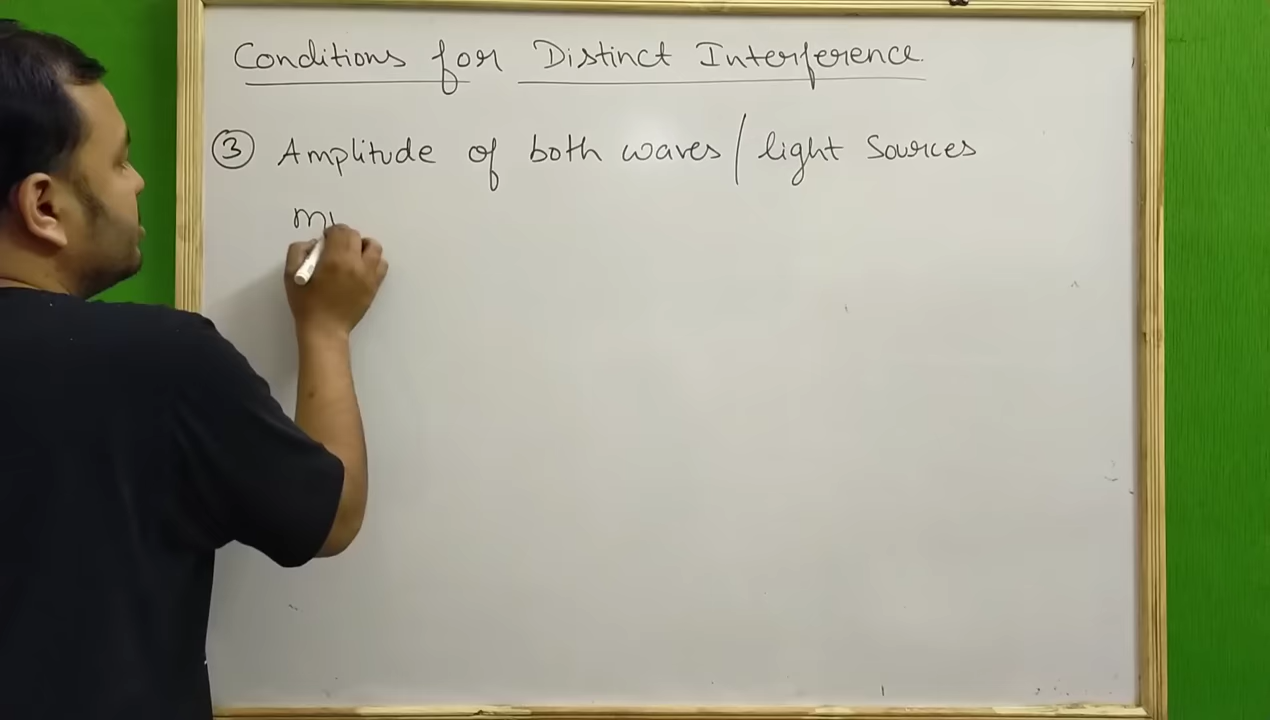 Conditions for Distinct Interference.
③ Amplitude of both waves / light Sources